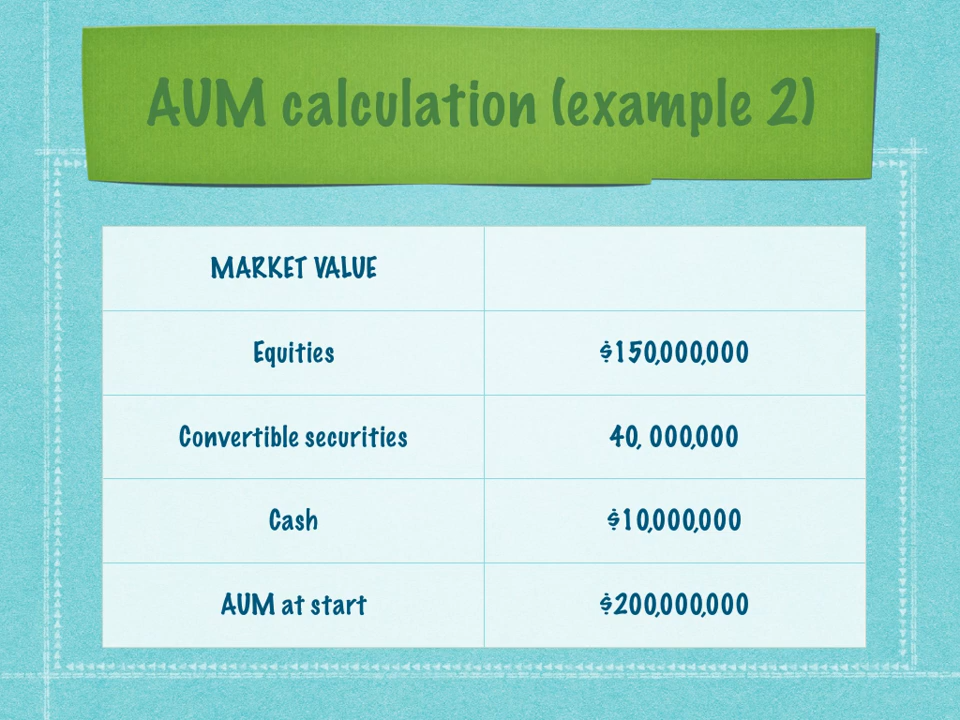 AUM calculation (example 2)
MARKET VALUE
Equities $150,000,000
Convertible securities 40, 000,000
Cash $10,000,000
AUM at start $200,000,000